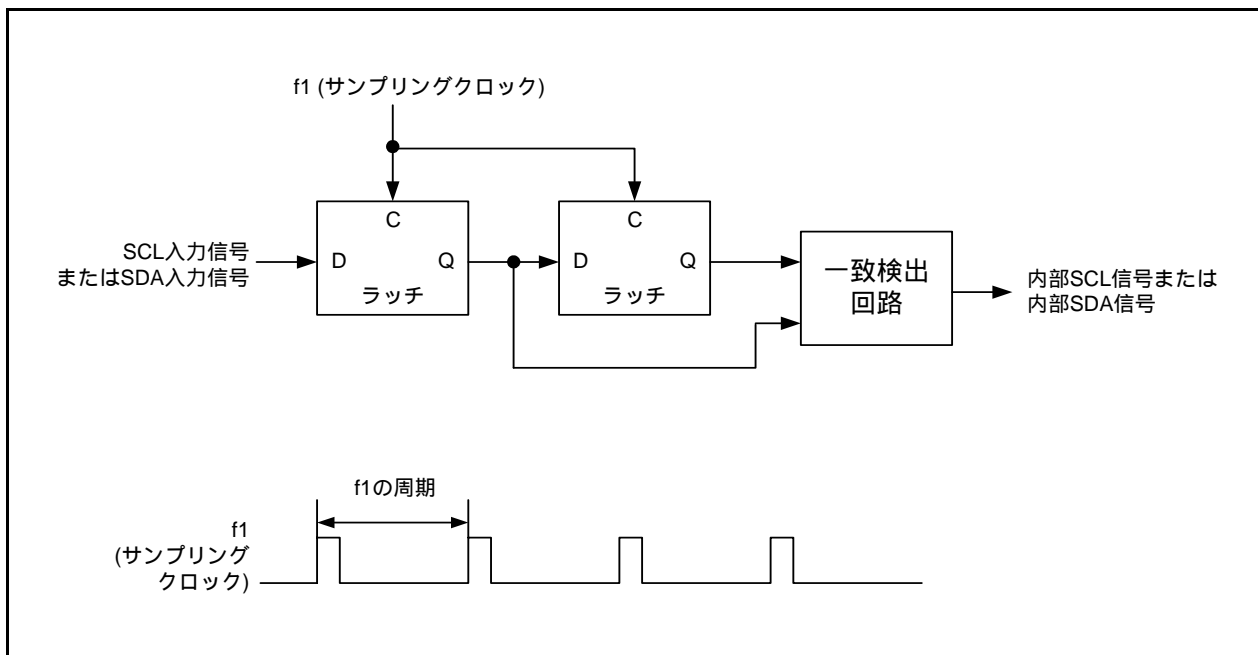 f1 (サンプリングクロック)
C
C
SCL入力信号
またはSDA入力信号
D
Q
ラッチ
D
Q
ラッチ
一致検出
回路
内部SCL信号または
内部SDA信号
f1の周期
f1
(サンプリング
クロック)